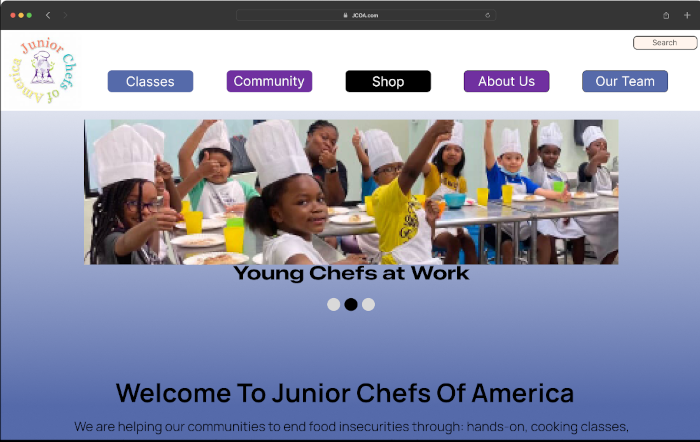 JCOA.com
Junior Chefs of America
Search
Classes
Community
Shop
About Us
Our Team
Young Chefs at Work
Welcome To Junior Chefs Of America
We are helping our communities to end food insecurities through: hands-on, cooking classes,